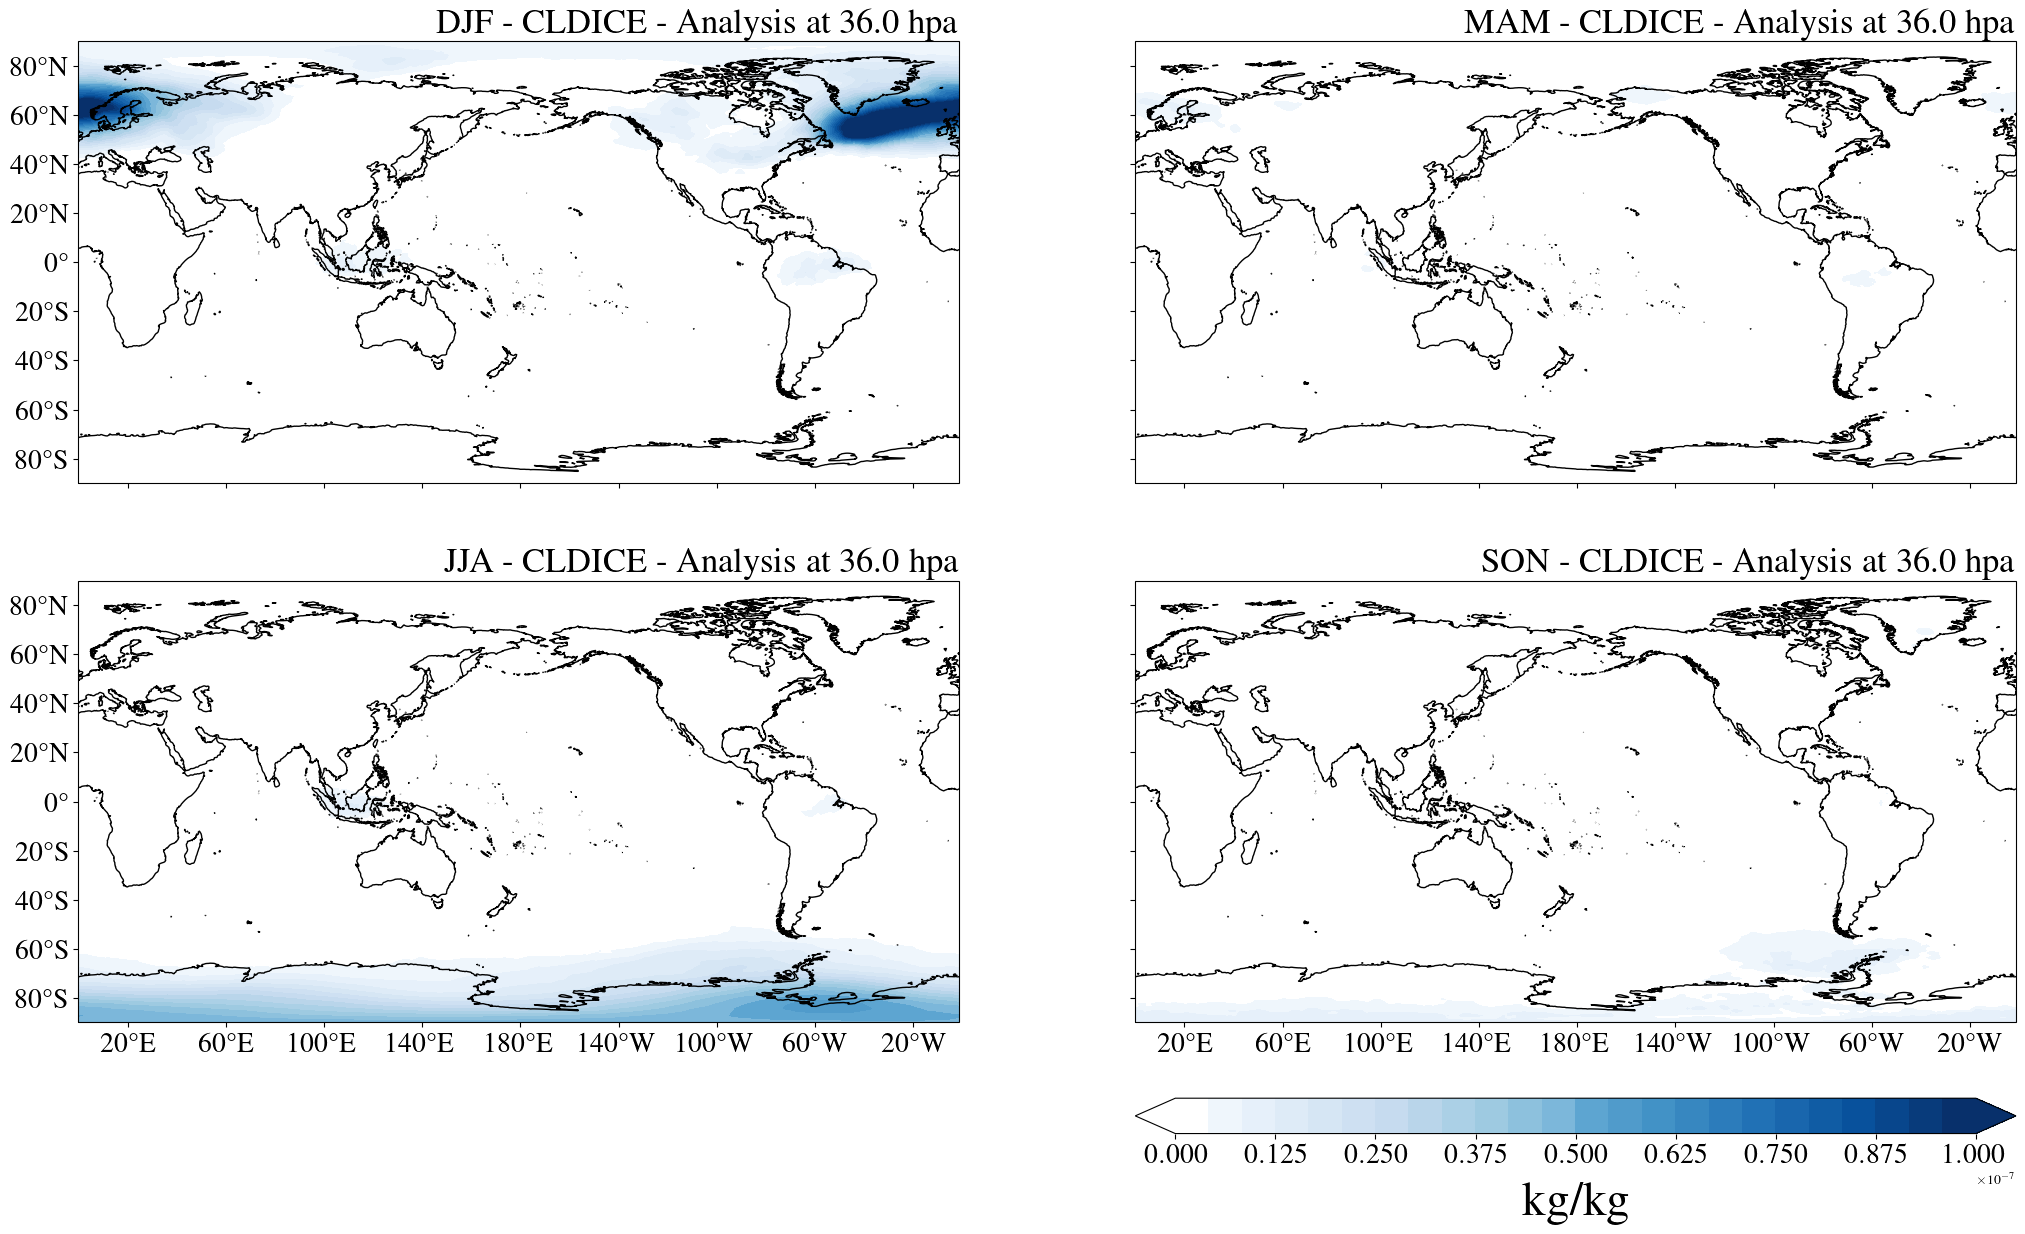 DJF - CLDICE - Analysis at 36.0 hpa
MAM - CLDICE - Analysis at 36.0 hpa
80°N
60°N
40°N
20°N
0°
20°S
40°S
60°S
80°S
JJA - CLDICE - Analysis at 36.0 hpa
SON - CLDICE - Analysis at 36.0 hpa
80°N
60°N
40°N
20°N
0°
20°S
40°S
60°S
80°S
20°E 60°E 100°E 140°E 180°E 140°W 100°W 60°W 20°W
20°E 60°E 100°E 140°E 180°E 140°W 100°W 60°W 20°W
0.000 0.125 0.250 0.375 0.500 0.625 0.750 0.875 1.000
×10⁻⁷
kg/kg